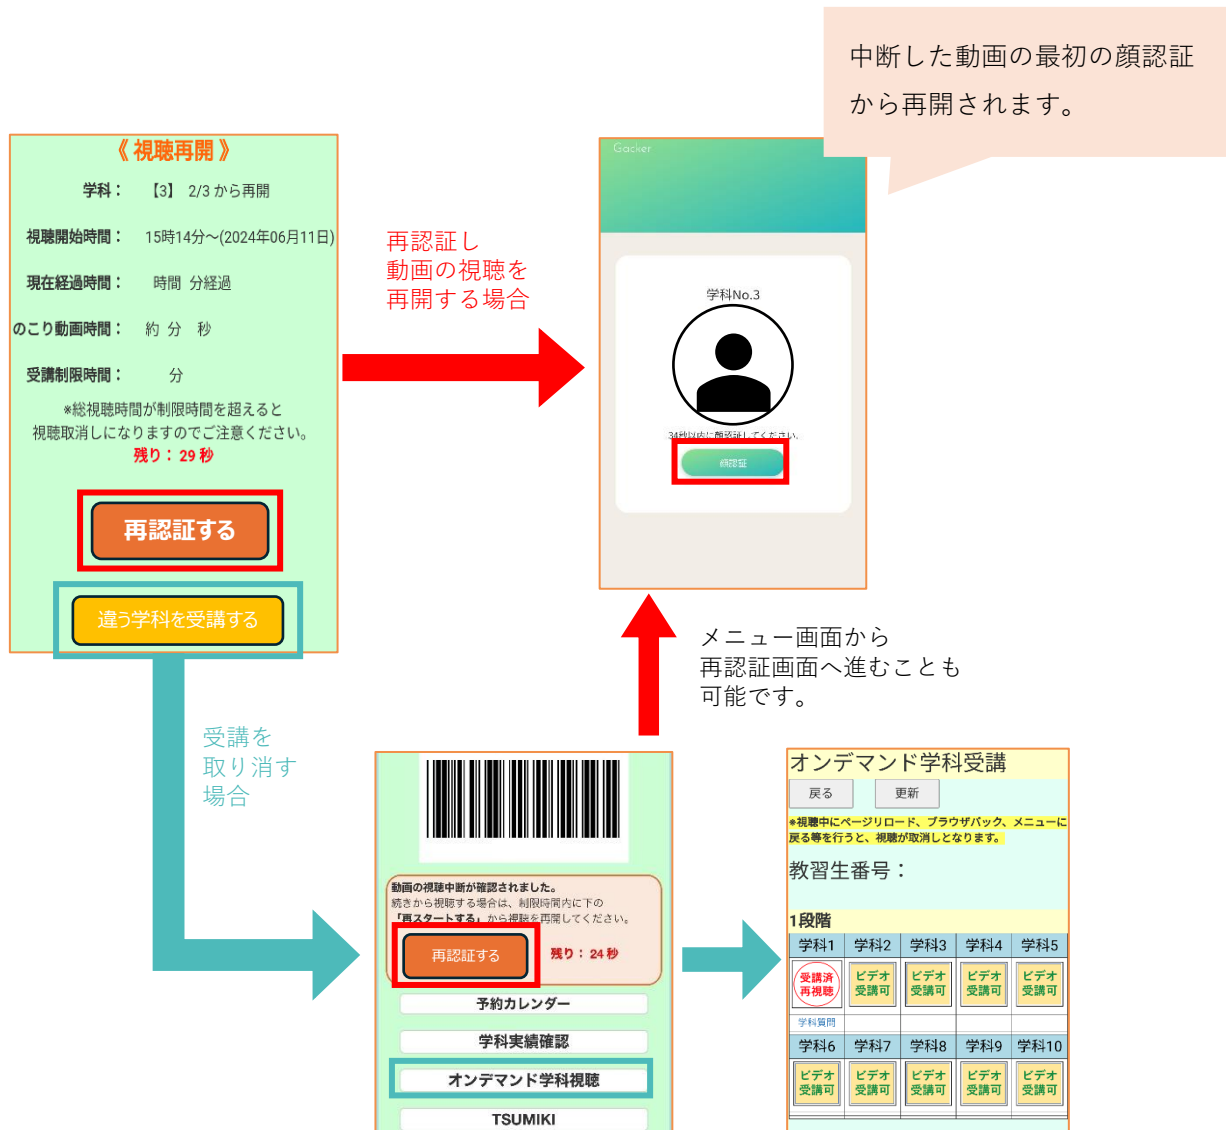 中断した動画の最初の顔認証
から再開されます。
《 視聴再開 》
学科： 【3】 2/3 から再開
視聴開始時間： 15時14分～(2024年06月11日)
現在経過時間： 時間 分経過
のこり動画時間： 約 分 秒
受講制限時間： 分
※総視聴時間が制限時間を超えると
視聴取消しになりますのでご注意ください。
残り： 29 秒
再認証する
違う学科を受講する
再認証し
動画の視聴を
再開する場合
Gacker
学科No.3
34秒以内に顔認証してください。
顔認証
メニュー画面から
再認証画面へ進むことも
可能です。
受講を
取り消す
場合
動画の視聴中断が確認されました。
続きから視聴する場合は、制限時間内に下の
「再スタートする」から視聴を再開してください。
再認証する 残り： 24 秒
予約カレンダー
学科実績確認
オンデマンド学科視聴
TSUMIKI
オンデマンド学科受講
戻る 更新
※視聴中にページリロード、ブラウザバック、メニューに
戻る等を行うと、視聴が取消しとなります。
教習生番号：
1段階
学科1 学科2 学科3 学科4 学科5
受講済 ビデオ ビデオ ビデオ ビデオ
再視聴 受講可 受講可 受講可 受講可
学科質問
学科6 学科7 学科8 学科9 学科10
ビデオ ビデオ ビデオ ビデオ ビデオ
受講可 受講可 受講可 受講可 受講可